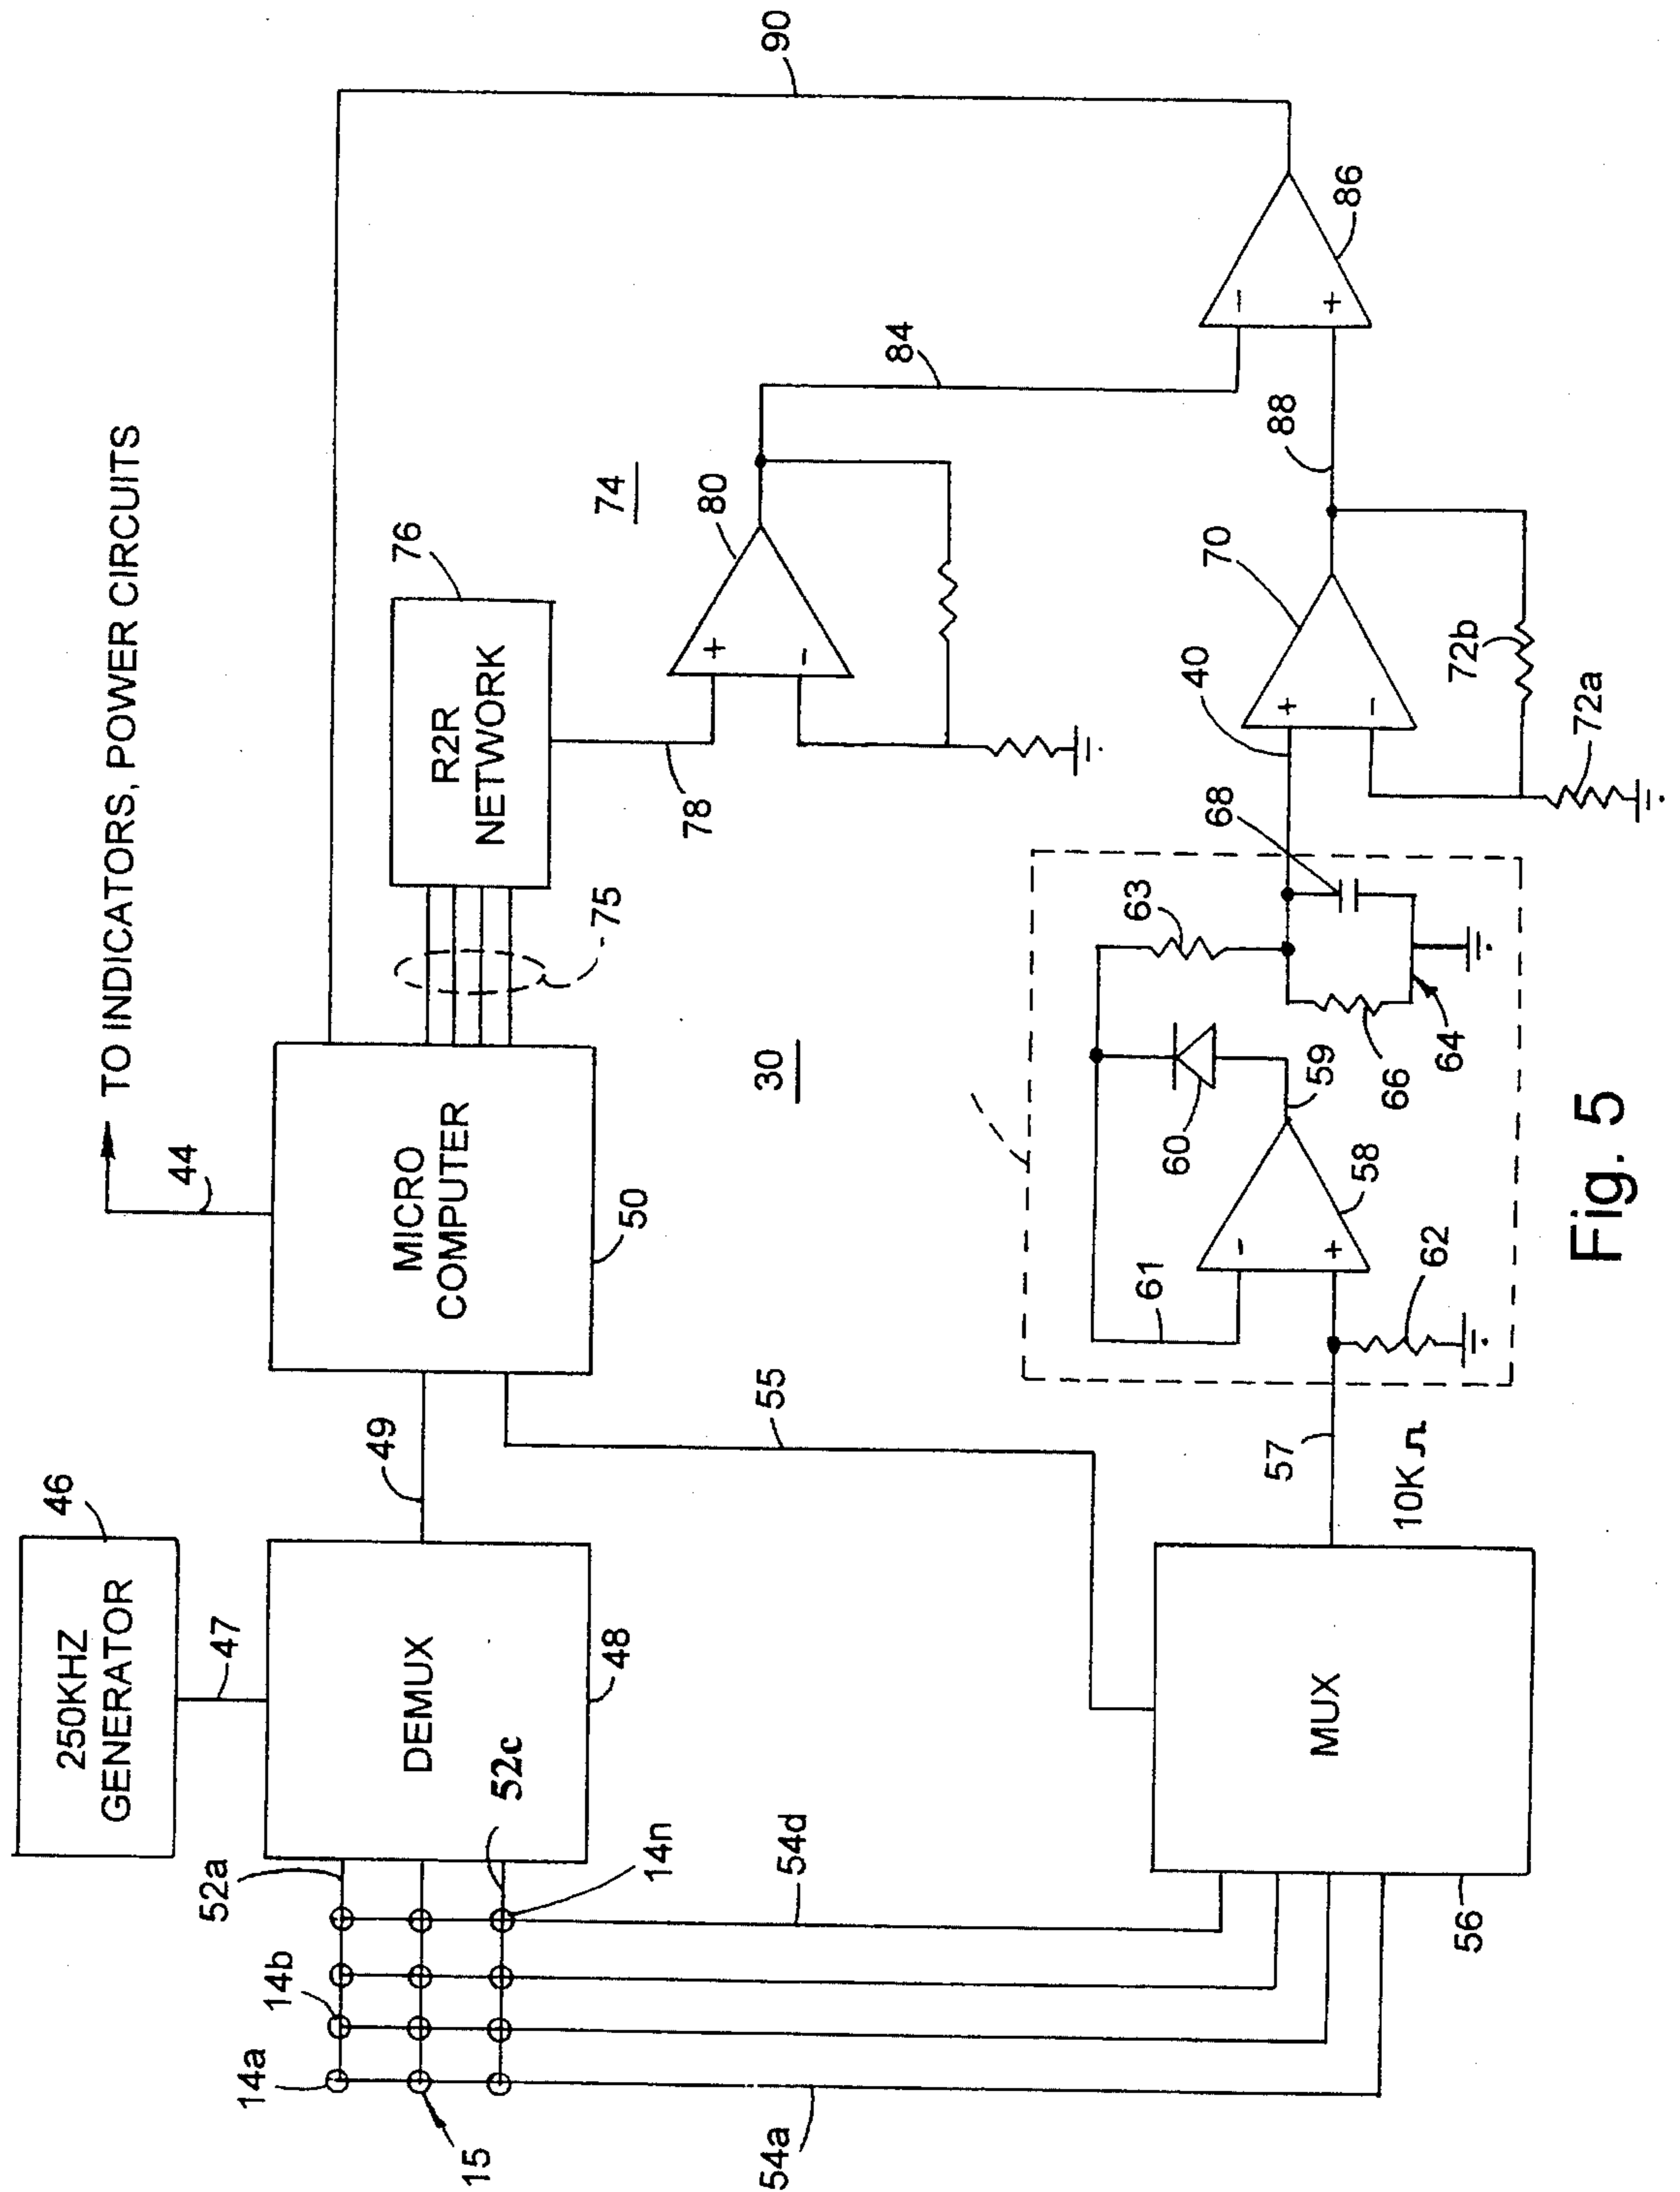 TO INDICATORS, POWER CIRCUITS
44
46
250KHZ
GENERATOR
47
49
DEMUX
48
52a
52c
14a
14b
14n
15
54a
54d
MICRO
COMPUTER
50
55
75
R2R
NETWORK
76
78
74
80
+
-
84
90
30
MUX
56
57
10K
61
58
-
+
62
59
60
63
64
66
68
40
70
+
-
72a
72b
88
86
-
+
Fig. 5